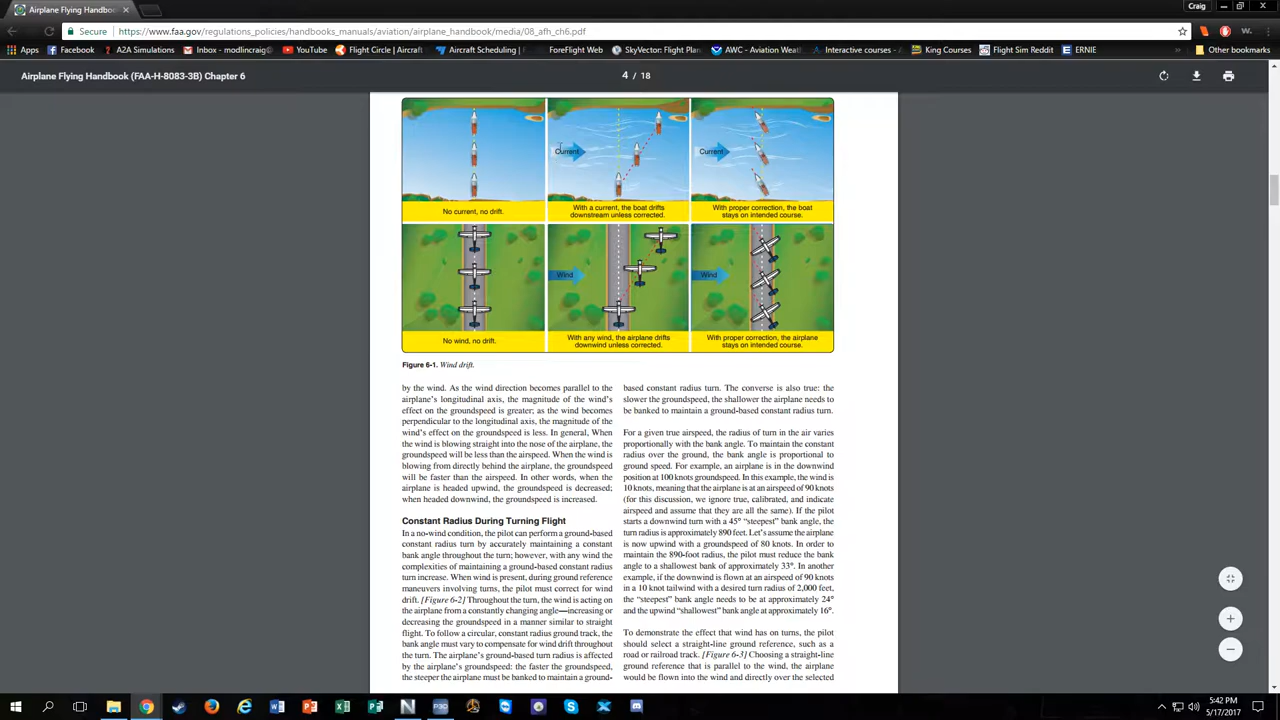 Airplane Flying Handbook
Craig
Secure
https://www.faa.gov/regulations_policies/handbooks_manuals/aviation/airplane_handbook/media/08_afh_ch6.pdf
Apps Facebook A2A Simulations Inbox - modlincraig@ YouTube Flight Circle | Aircraft Aircraft Scheduling | ForeFlight Web SkyVector: Flight Plan AWC - Aviation Weat Interactive courses - King Courses Flight Sim Reddit ERNIE Other bookmarks
Airplane Flying Handbook (FAA-H-8083-3B) Chapter 6
4 / 18
Current
Current
No current, no drift.
With a current, the boat drifts
downstream unless corrected.
With proper correction, the boat
stays on intended course.
Wind
Wind
No wind, no drift.
With any wind, the airplane drifts
downwind unless corrected.
With proper correction, the airplane
stays on intended course.
Figure 6-1. Wind drift.
by the wind. As the wind direction becomes parallel to the
airplane's longitudinal axis, the magnitude of the wind's
effect on the groundspeed is greater; as the wind becomes
perpendicular to the longitudinal axis, the magnitude of the
wind's effect on the groundspeed is less. In general, When
the wind is blowing straight into the nose of the airplane, the
groundspeed will be less than the airspeed. When the wind is
blowing from directly behind the airplane, the groundspeed
will be faster than the airspeed. In other words, when the
airplane is headed upwind, the groundspeed is decreased;
when headed downwind, the groundspeed is increased.
Constant Radius During Turning Flight
In a no-wind condition, the pilot can perform a ground-based
constant radius turn by accurately maintaining a constant
bank angle throughout the turn; however, with any wind the
complexities of maintaining a ground-based constant radius
turn increase. When wind is present, during ground reference
maneuvers involving turns, the pilot must correct for wind
drift. [Figure 6-2] Throughout the turn, the wind is acting on
the airplane from a constantly changing angle—increasing or
decreasing the groundspeed in a manner similar to straight
flight. To follow a circular, constant radius ground track, the
bank angle must vary to compensate for wind drift throughout
the turn. The airplane's ground-based turn radius is affected
by the airplane's groundspeed: the faster the groundspeed,
the steeper the airplane must be banked to maintain a ground-
based constant radius turn. The converse is also true: the
slower the groundspeed, the shallower the airplane needs to
be banked to maintain a ground-based constant radius turn.
For a given true airspeed, the radius of turn in the air varies
proportionally with the bank angle. To maintain the constant
radius over the ground, the bank angle is proportional to
ground speed. For example, an airplane is in the downwind
position at 100 knots groundspeed. In this example, the wind is
10 knots, meaning that the airplane is at an airspeed of 90 knots
(for this discussion, we ignore true, calibrated, and indicate
airspeed and assume that they are all the same). If the pilot
starts a downwind turn with a 45° "steepest" bank angle, the
turn radius is approximately 890 feet. Let's assume the airplane
is now upwind with a groundspeed of 80 knots. In order to
maintain the 890-foot radius, the pilot must reduce the bank
angle to a shallowest bank of approximately 33°. In another
example, if the downwind is flown at an airspeed of 90 knots
in a 10 knot tailwind with a desired turn radius of 2,000 feet,
the "steepest" bank angle needs to be at approximately 24°
and the upwind "shallowest" bank angle at approximately 16°.
To demonstrate the effect that wind has on turns, the pilot
should select a straight-line ground reference, such as a
road or railroad track. [Figure 6-3] Choosing a straight-line
ground reference that is parallel to the wind, the airplane
would be flown into the wind and directly over the selected
5:42 PM
5/17/2017